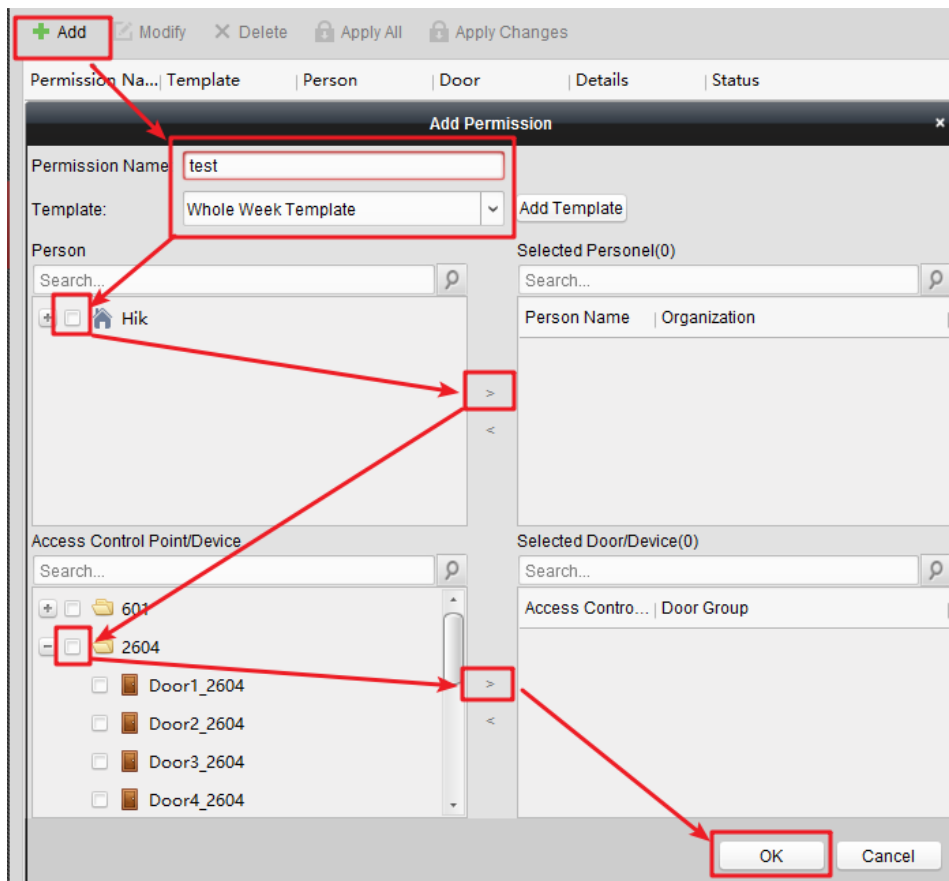 Add Modify Delete Apply All Apply Changes
Permission Na... Template Person Door Details Status
Add Permission
Permission Name test
Template: Whole Week Template Add Template
Person Selected Personel(0)
Search... Search...
Hik Person Name Organization
>
<
Access Control Point/Device Selected Door/Device(0)
Search... Search...
601 Access Contro... Door Group
2604
Door1_2604 >
Door2_2604 <
Door3_2604
Door4_2604
OK Cancel